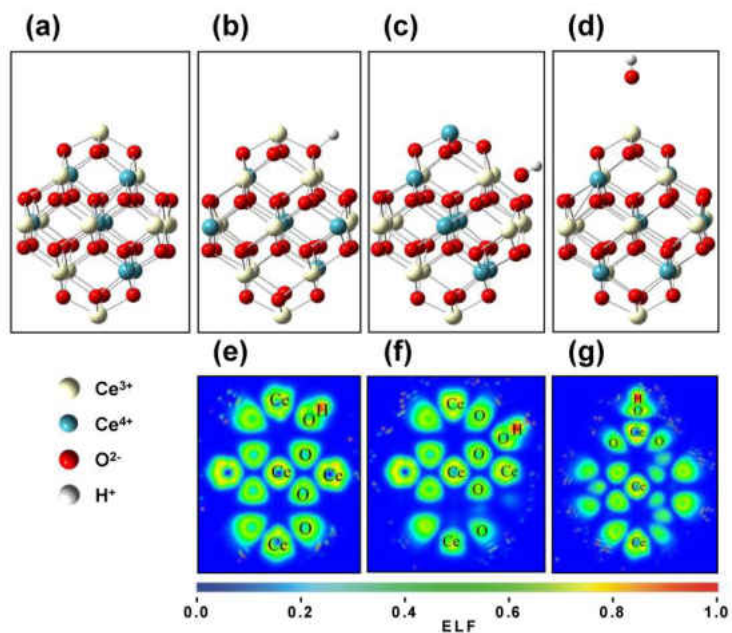 (a) (b) (c) (d)
Ce3+
Ce4+
O2-
H+
(e) (f) (g)
Ce H O
O
Ce Ce
O
O
Ce
Ce O
H
O
O
Ce Ce
O
Ce O
H
O
Ce
O O
Ce
Ce
0.0 0.2 0.4 0.6 0.8 1.0
ELF